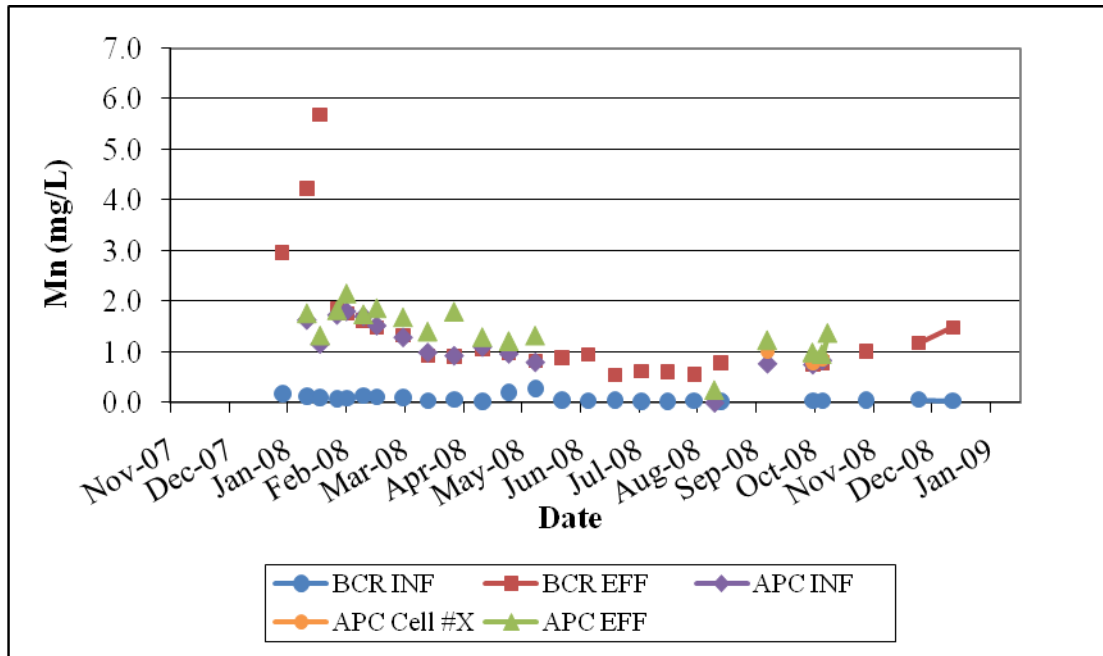 7.0
6.0
5.0
4.0
3.0
2.0
1.0
0.0
Mn (mg/L)
Nov-07
Dec-07
Jan-08
Feb-08
Mar-08
Apr-08
May-08
Jun-08
Jul-08
Aug-08
Sep-08
Oct-08
Nov-08
Dec-08
Jan-09
Date
BCR INF
BCR EFF
APC INF
APC Cell #X
APC EFF